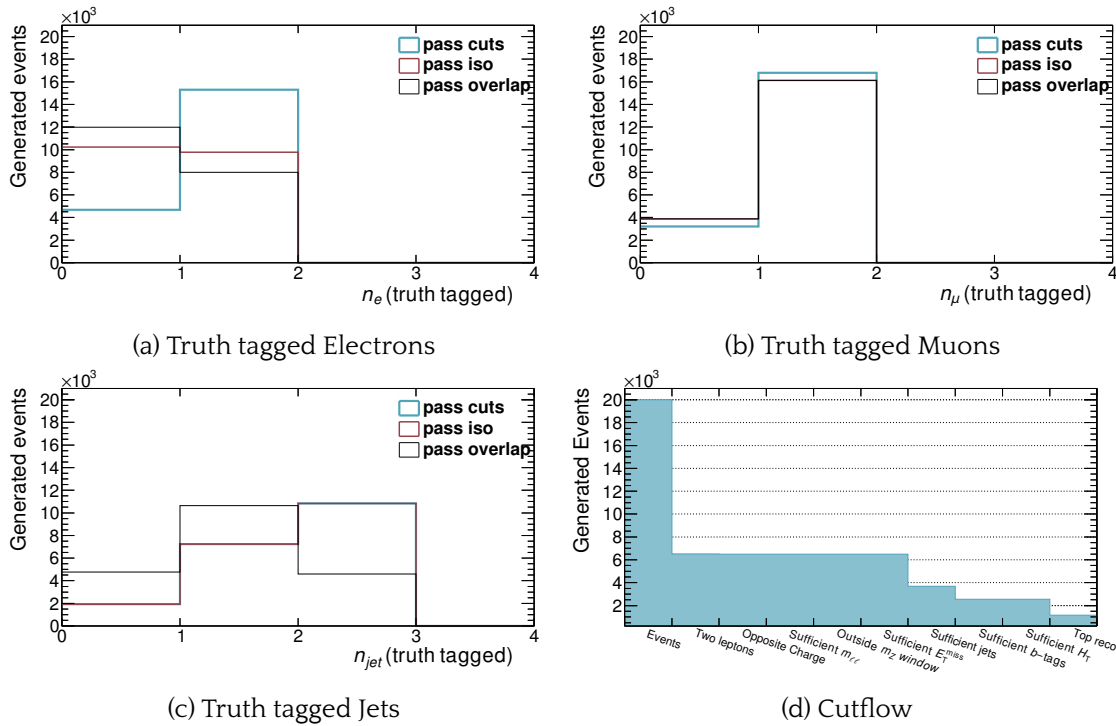 ×10³
Generated events
20
18
16
14
12
10
8
6
4
2
0
0 1 2 3 4
n_e (truth tagged)
pass cuts
pass iso
pass overlap
(a) Truth tagged Electrons
×10³
Generated events
20
18
16
14
12
10
8
6
4
2
0
0 1 2 3 4
n_μ (truth tagged)
pass cuts
pass iso
pass overlap
(b) Truth tagged Muons
×10³
Generated events
20
18
16
14
12
10
8
6
4
2
0
0 1 2 3 4
n_jet (truth tagged)
pass cuts
pass iso
pass overlap
(c) Truth tagged Jets
×10³
Generated Events
20
18
16
14
12
10
8
6
4
2
Events
Two leptons
Opposite Charge
Sufficient m_ℓℓ
Outside m_Z window
Sufficient E_T^miss
Sufficient jets
Sufficient b-tags
Sufficient H_T
Top reco
(d) Cutflow